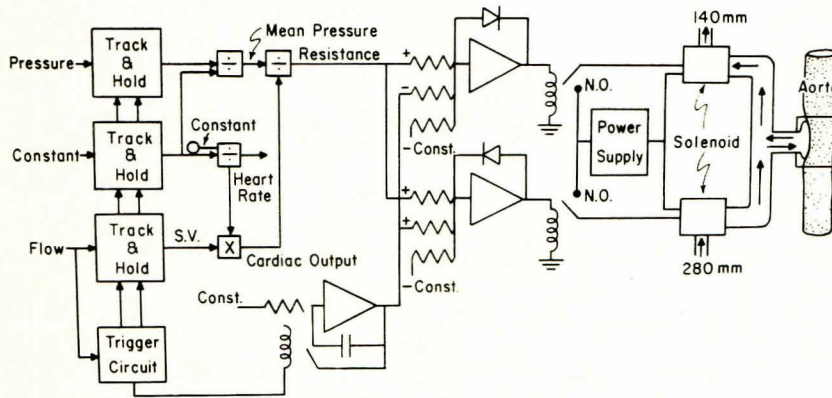 Pressure
Track
&
Hold
÷
Mean Pressure
÷
Resistance
Constant
Track
&
Hold
Constant
÷
Heart
Rate
Flow
Track
&
Hold
S.V.
X
Cardiac Output
Trigger
Circuit
Const.
+
-
-Const.
+
+
-Const.
N.O.
N.O.
Power
Supply
140mm
Solenoid
280mm
Aorta